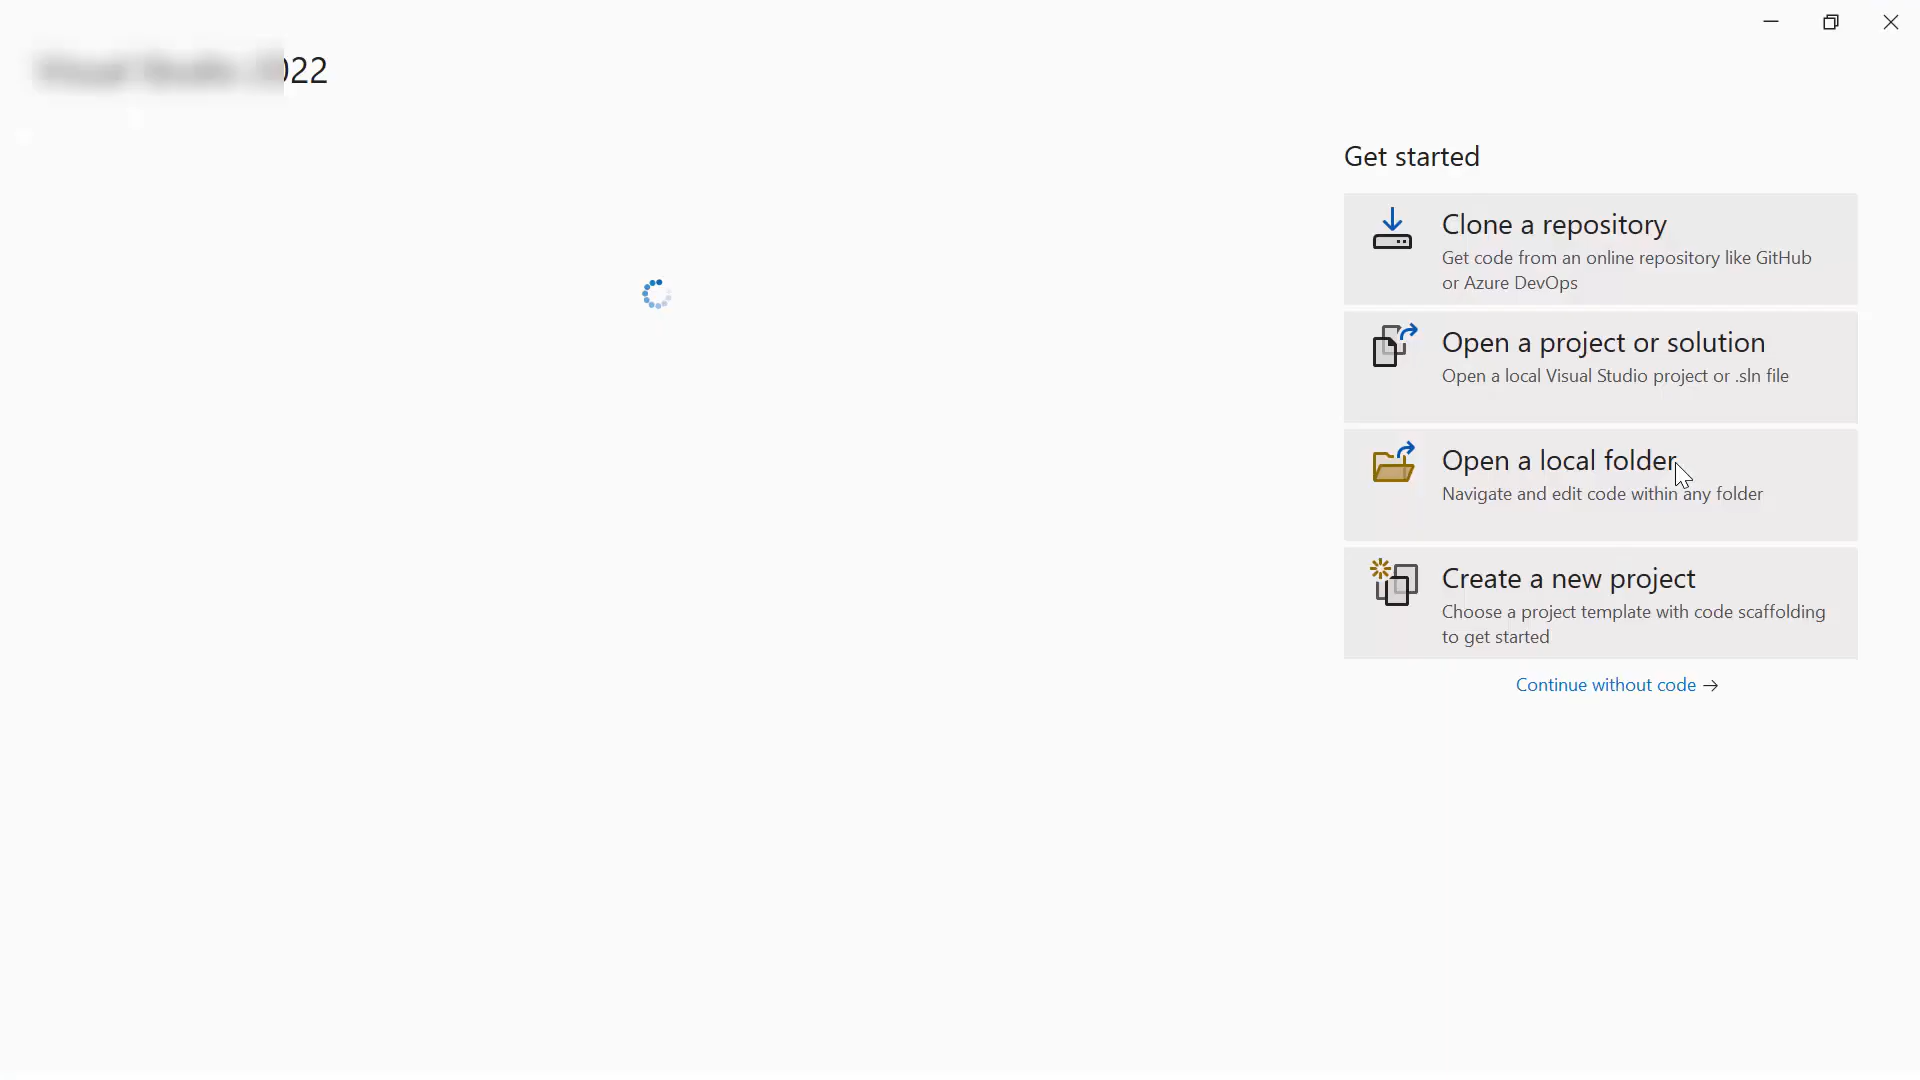 022
Get started
Clone a repository
Get code from an online repository like GitHub
or Azure DevOps
Open a project or solution
Open a local Visual Studio project or .sln file
Open a local folder
Navigate and edit code within any folder
Create a new project
Choose a project template with code scaffolding
to get started
Continue without code →